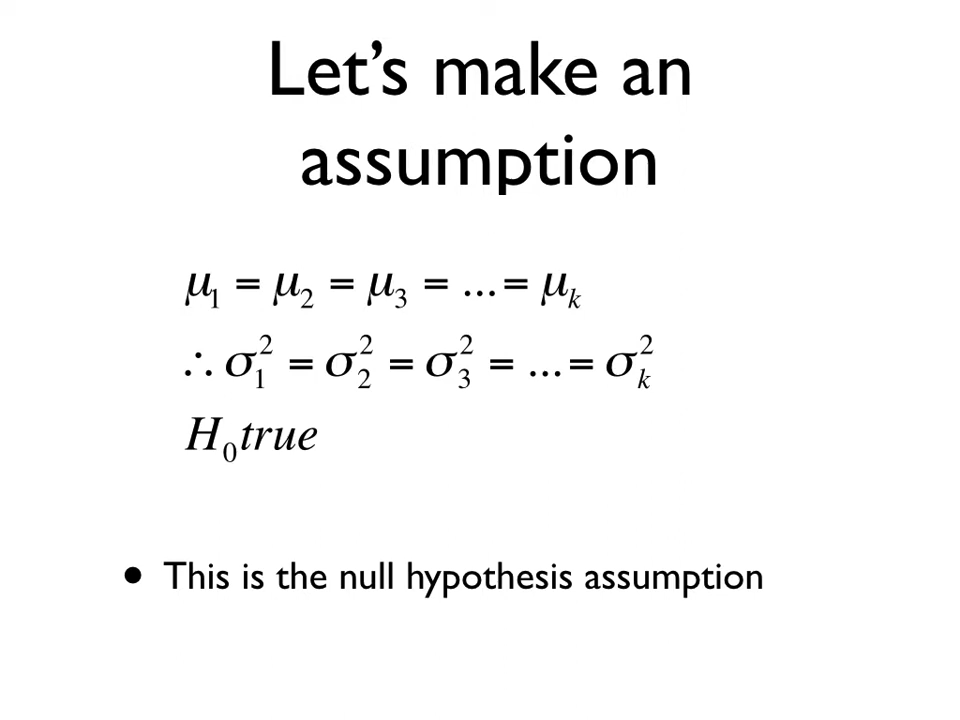 Let’s make an
assumption
μ₁ = μ₂ = μ₃ = ... = μₖ
∴ σ₁² = σ₂² = σ₃² = ... = σₖ²
H₀true
• This is the null hypothesis assumption